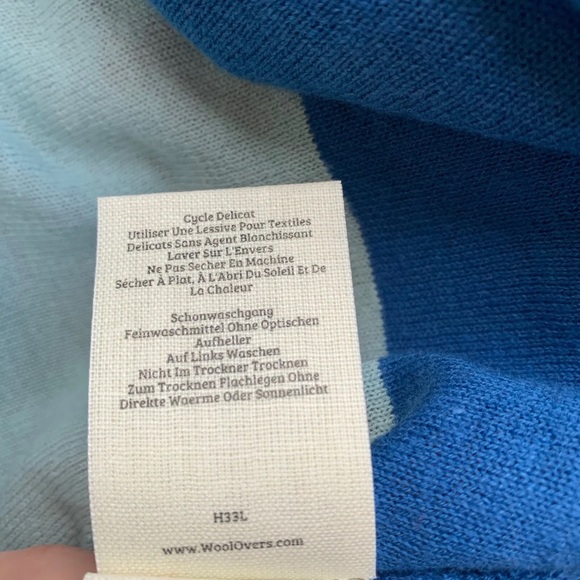 Cycle Delicat
Utiliser Une Lessive Pour Textiles
Delicats Sans Agent Blanchissant
Laver Sur L'Envers
Ne Pas Secher En Machine
Sécher À Plat, À L'Abri Du Soleil Et De
La Chaleur
Schonwaschgang
Feinwaschmittel Ohne Optischen
Aufheller
Auf Links Waschen
Nicht Im Trockner Trocknen
Zum Trocknen Flachlegen Ohne
Direkte Waerme Oder Sonnenlicht
H33L
www.WoolOvers.com